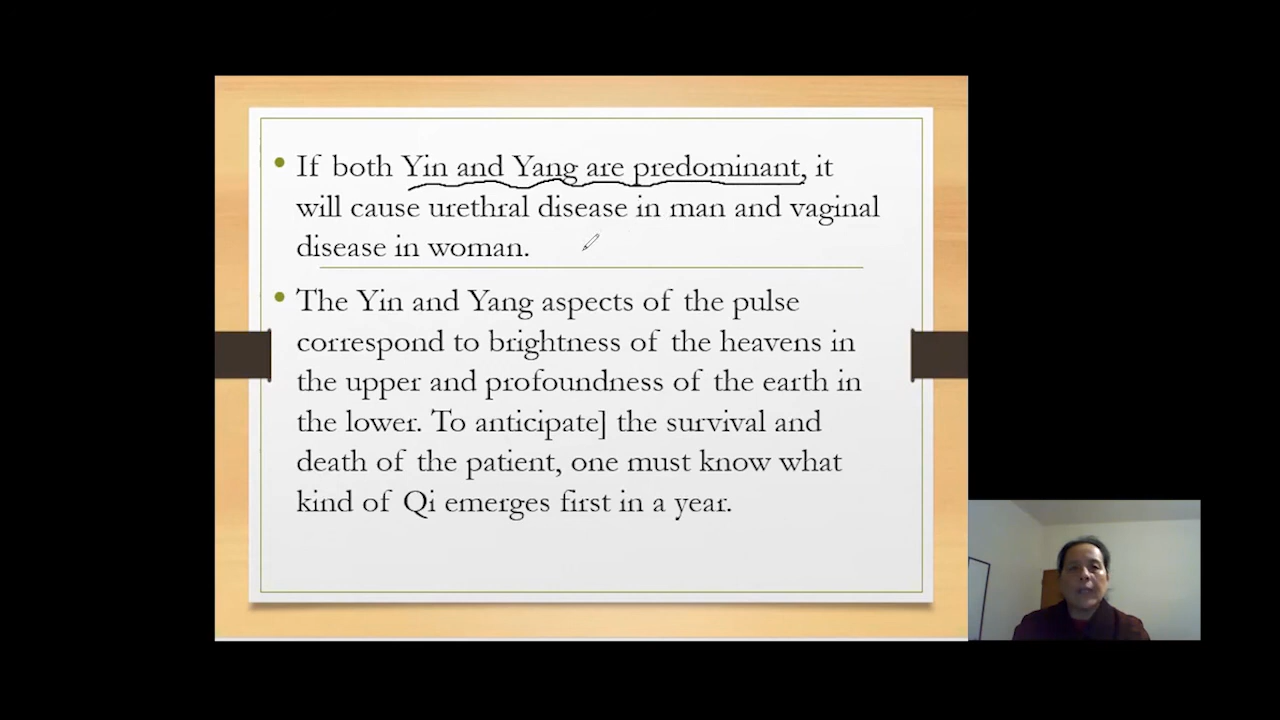 If both Yin and Yang are predominant, it
will cause urethral disease in man and vaginal
disease in woman.
The Yin and Yang aspects of the pulse
correspond to brightness of the heavens in
the upper and profoundness of the earth in
the lower. To anticipate] the survival and
death of the patient, one must know what
kind of Qi emerges first in a year.